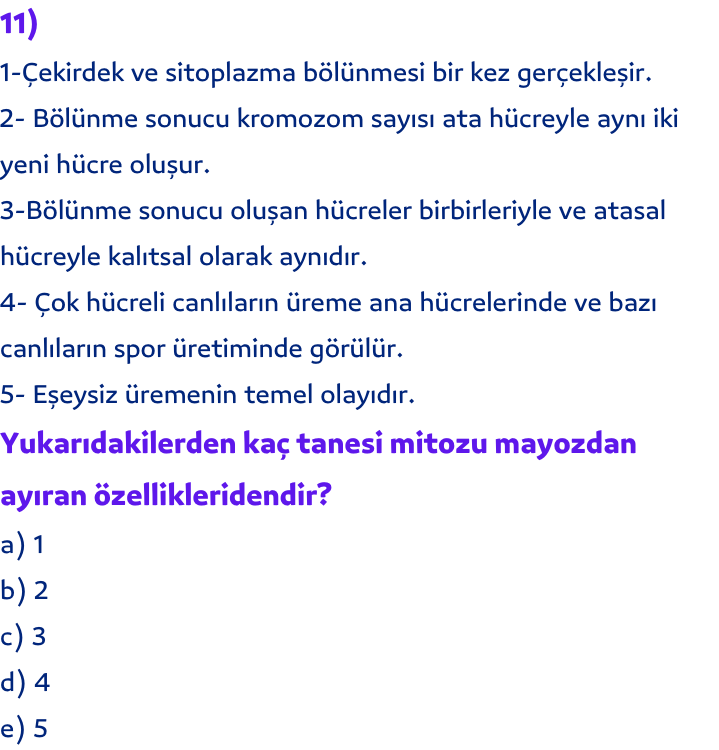 11)
1-Çekirdek ve sitoplazma bölünmesi bir kez gerçekleşir.
2- Bölünme sonucu kromozom sayısı ata hücreyle aynı iki
yeni hücre oluşur.
3-Bölünme sonucu oluşan hücreler birbirleriyle ve atasal
hücreyle kalıtsal olarak aynıdır.
4- Çok hücreli canlıların üreme ana hücrelerinde ve bazı
canlıların spor üretiminde görülür.
5- Eşeysiz üremenin temel olayıdır.
Yukarıdakilerden kaç tanesi mitozu mayozdan
ayıran özellikleridendir?
a) 1
b) 2
c) 3
d) 4
e) 5